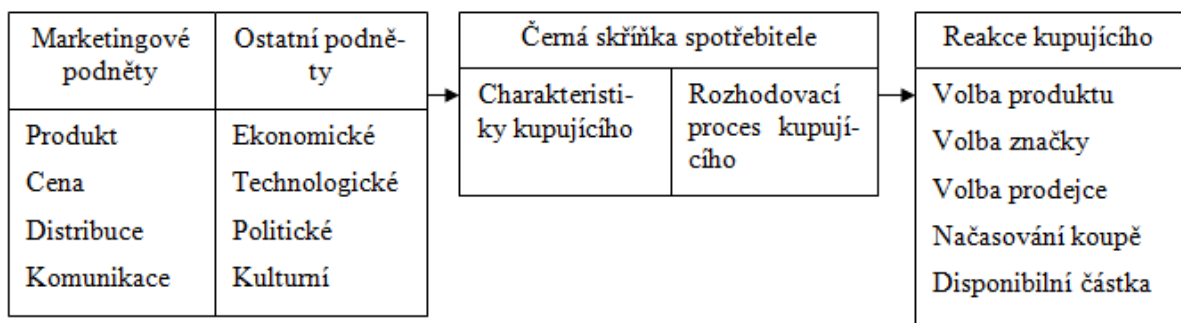 Marketingové
podněty
Ostatní podně-
ty
Produkt
Cena
Distribuce
Komunikace
Ekonomické
Technologické
Politické
Kulturní
Černá skříňka spotřebitele
Charakteristi-
ky kupujícího
Rozhodovací
proces kupují-
cího
Reakce kupujícího
Volba produktu
Volba značky
Volba prodejce
Načasování koupě
Disponibilní částka